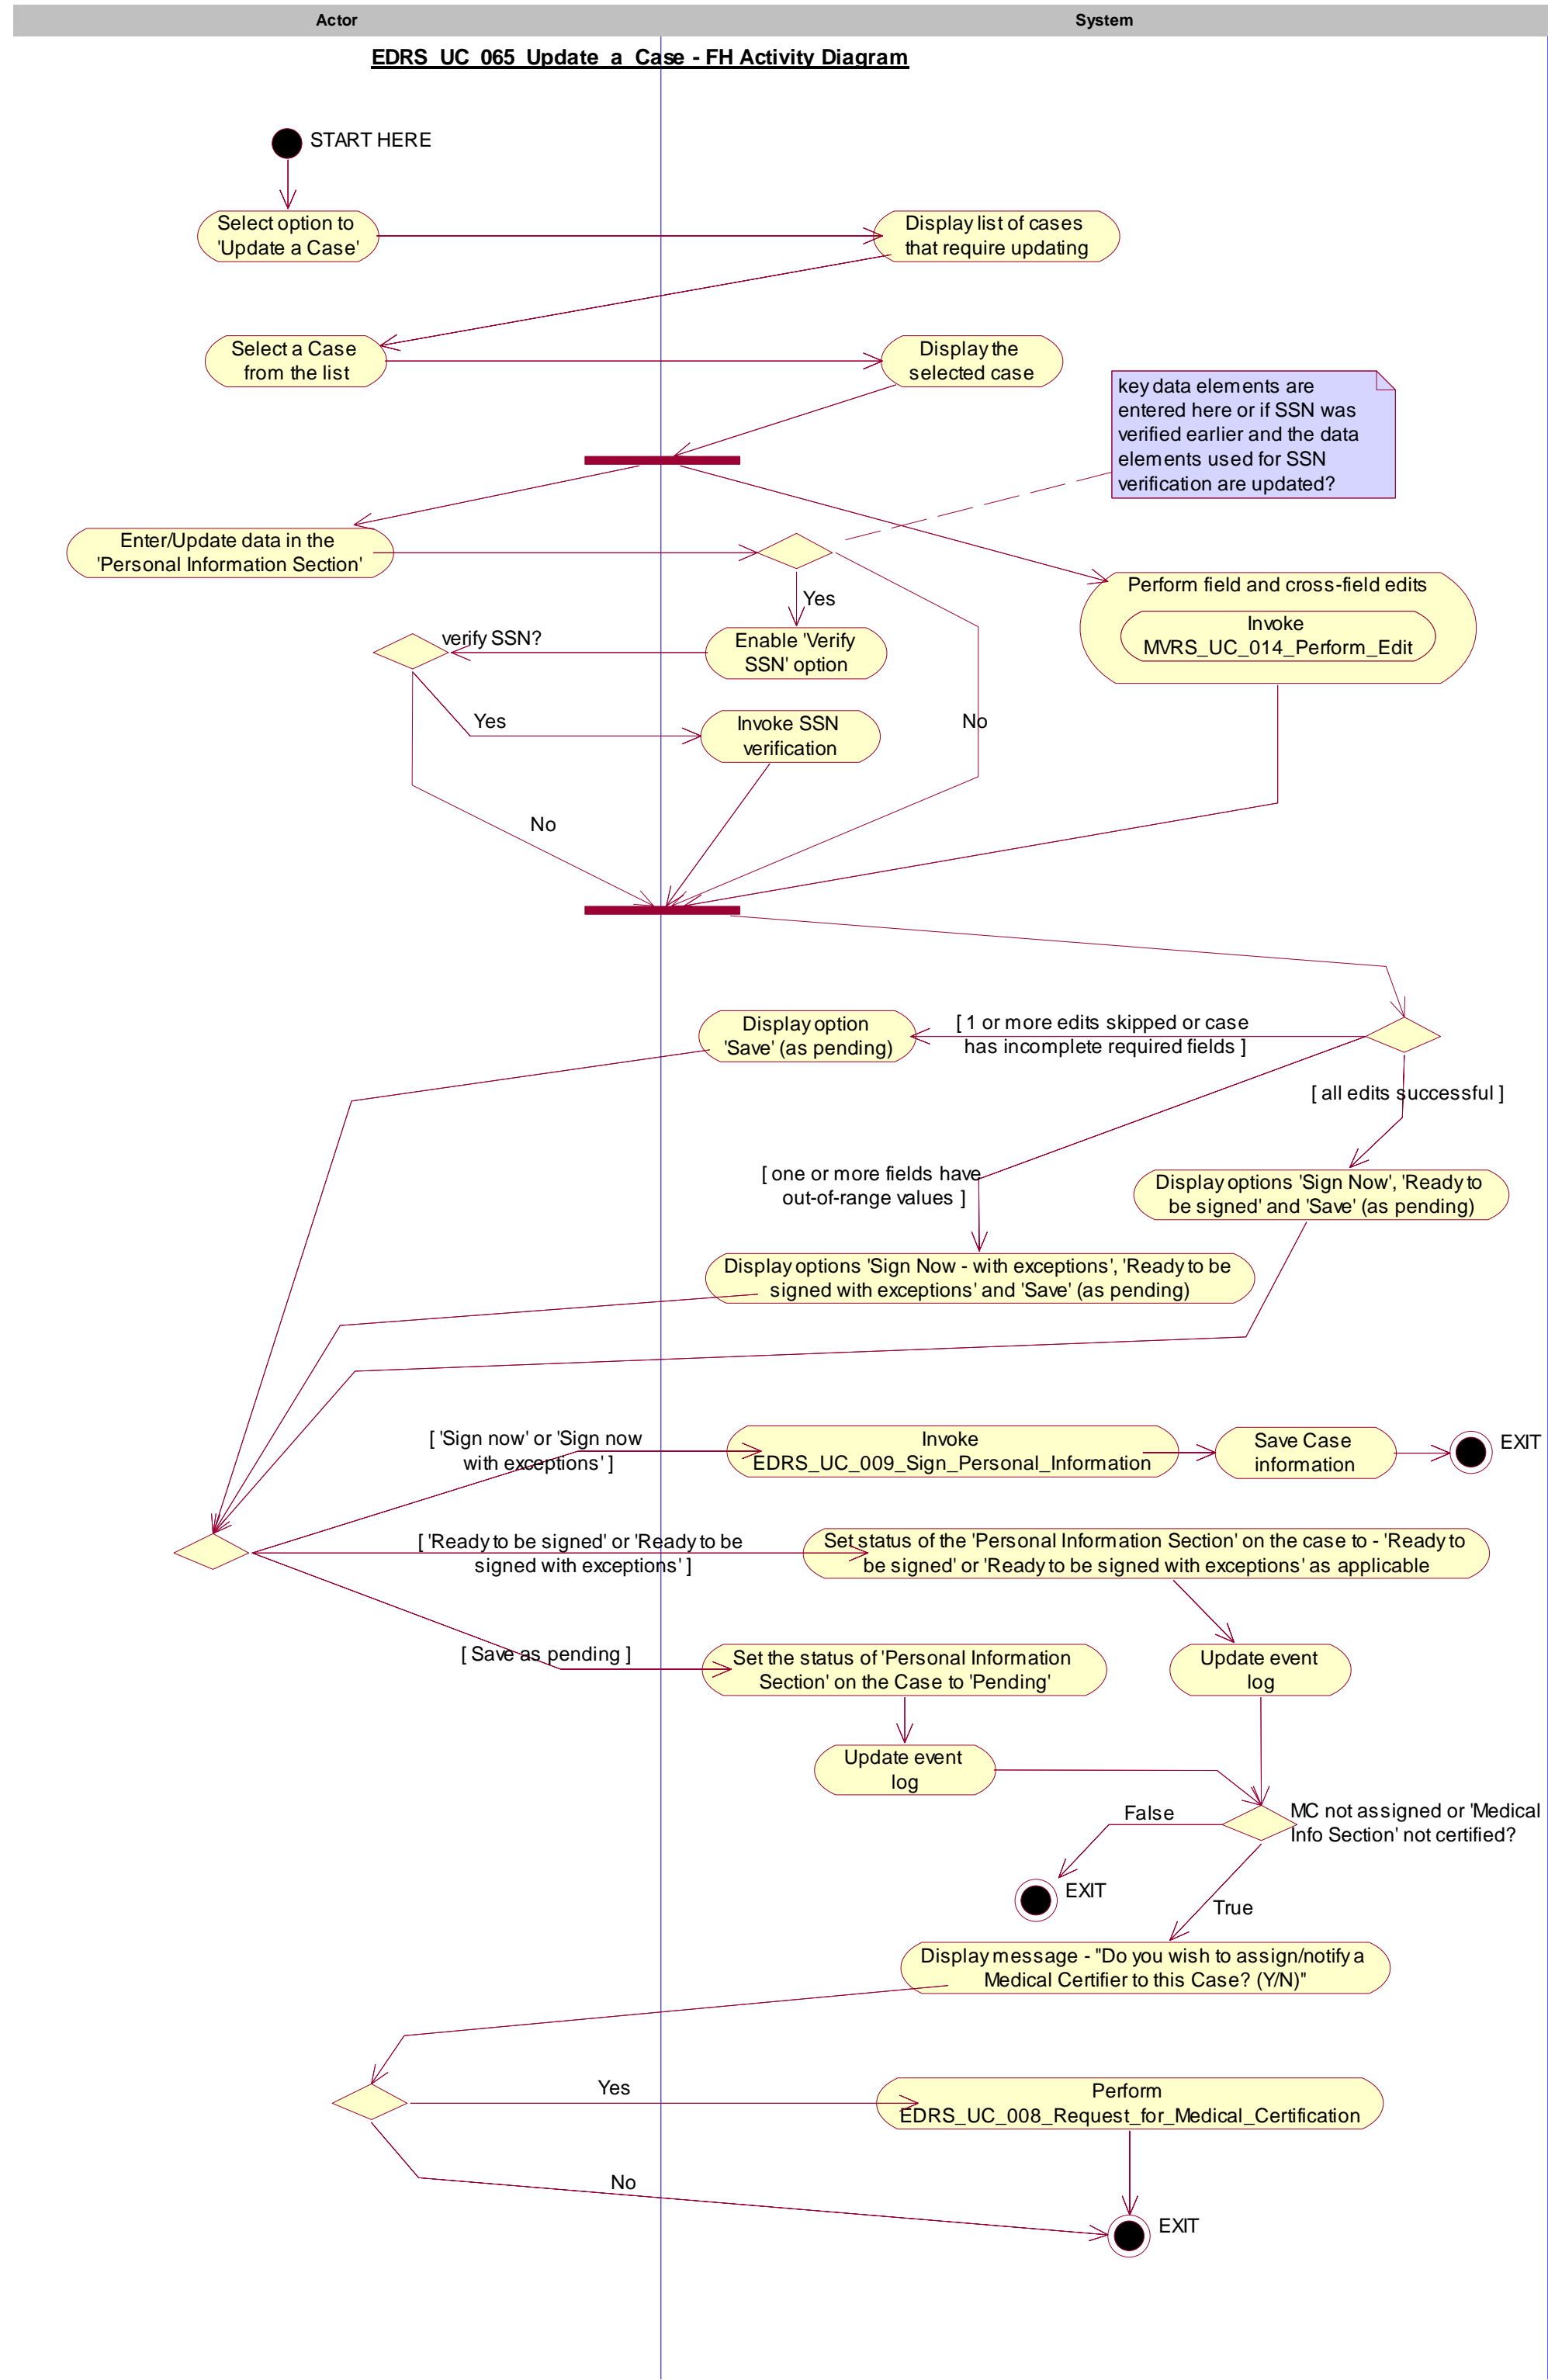 Actor
System
EDRS_UC_065_Update_a_Case - FH Activity Diagram
START HERE
Select option to
'Update a Case'
Display list of cases
that require updating
Select a Case
from the list
Display the
selected case
key data elements are
entered here or if SSN was
verified earlier and the data
elements used for SSN
verification are updated?
Enter/Update data in the
'Personal Information Section'
Yes
Perform field and cross-field edits
Invoke
MVRS_UC_014_Perform_Edit
verify SSN?
Enable 'Verify
SSN' option
Yes
Invoke SSN
verification
No
No
Display option
'Save' (as pending)
[ 1 or more edits skipped or case
has incomplete required fields ]
[ all edits successful ]
[ one or more fields have
out-of-range values ]
Display options 'Sign Now', 'Ready to
be signed' and 'Save' (as pending)
Display options 'Sign Now - with exceptions', 'Ready to be
signed with exceptions' and 'Save' (as pending)
[ 'Sign now' or 'Sign now
with exceptions' ]
Invoke
EDRS_UC_009_Sign_Personal_Information
Save Case
information
EXIT
[ 'Ready to be signed' or 'Ready to be
signed with exceptions' ]
Set status of the 'Personal Information Section' on the case to - 'Ready to
be signed' or 'Ready to be signed with exceptions' as applicable
[ Save as pending ]
Set the status of 'Personal Information
Section' on the Case to 'Pending'
Update event
log
Update event
log
False
MC not assigned or 'Medical
Info Section' not certified?
EXIT
True
Display message - "Do you wish to assign/notify a
Medical Certifier to this Case? (Y/N)"
Yes
Perform
EDRS_UC_008_Request_for_Medical_Certification
No
EXIT